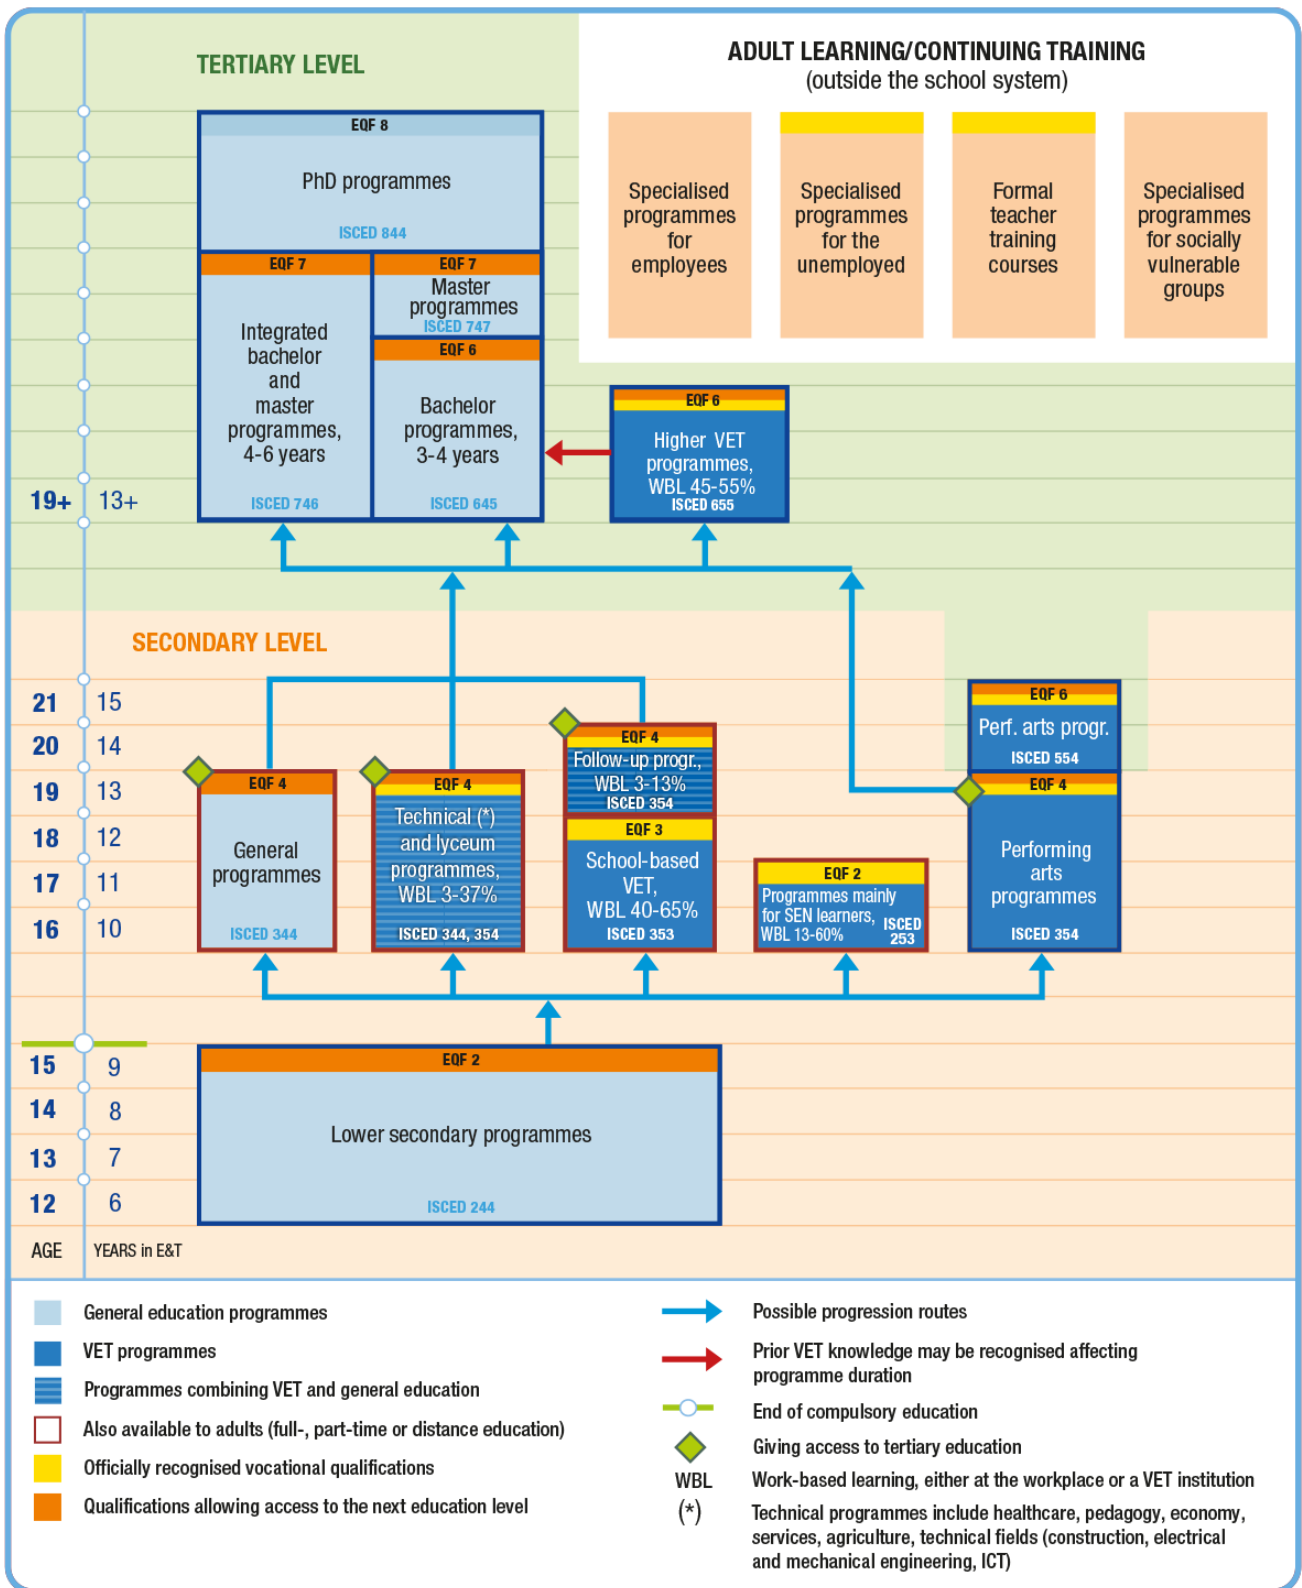 TERTIARY LEVEL
ADULT LEARNING/CONTINUING TRAINING
(outside the school system)
Specialised
programmes
for
employees
Specialised
programmes
for the
unemployed
Formal
teacher
training
courses
Specialised
programmes
for socially
vulnerable
groups
EQF 8
PhD programmes
ISCED 844
EQF 7
Integrated
bachelor
and
master
programmes,
4-6 years
ISCED 746
EQF 7
Master
programmes
ISCED 747
EQF 6
Bachelor
programmes,
3-4 years
ISCED 645
EQF 6
Higher VET
programmes,
WBL 45-55%
ISCED 655
19+ 13+
SECONDARY LEVEL
21 15
20 14
19 13
18 12
17 11
16 10
EQF 4
General
programmes
ISCED 344
EQF 4
Technical (*)
and lyceum
programmes,
WBL 3-37%
ISCED 344, 354
EQF 4
Follow-up progr.,
WBL 3-13%
ISCED 354
EQF 3
School-based
VET,
WBL 40-65%
ISCED 353
EQF 2
Programmes mainly
for SEN learners,
WBL 13-60%
ISCED
253
EQF 6
Perf. arts progr.
ISCED 554
EQF 4
Performing
arts
programmes
ISCED 354
15 9
14 8
13 7
12 6
EQF 2
Lower secondary programmes
ISCED 244
AGE YEARS in E&T
General education programmes
VET programmes
Programmes combining VET and general education
Also available to adults (full-, part-time or distance education)
Officially recognised vocational qualifications
Qualifications allowing access to the next education level
Possible progression routes
Prior VET knowledge may be recognised affecting
programme duration
End of compulsory education
Giving access to tertiary education
WBL Work-based learning, either at the workplace or a VET institution
(*) Technical programmes include healthcare, pedagogy, economy,
services, agriculture, technical fields (construction, electrical
and mechanical engineering, ICT)